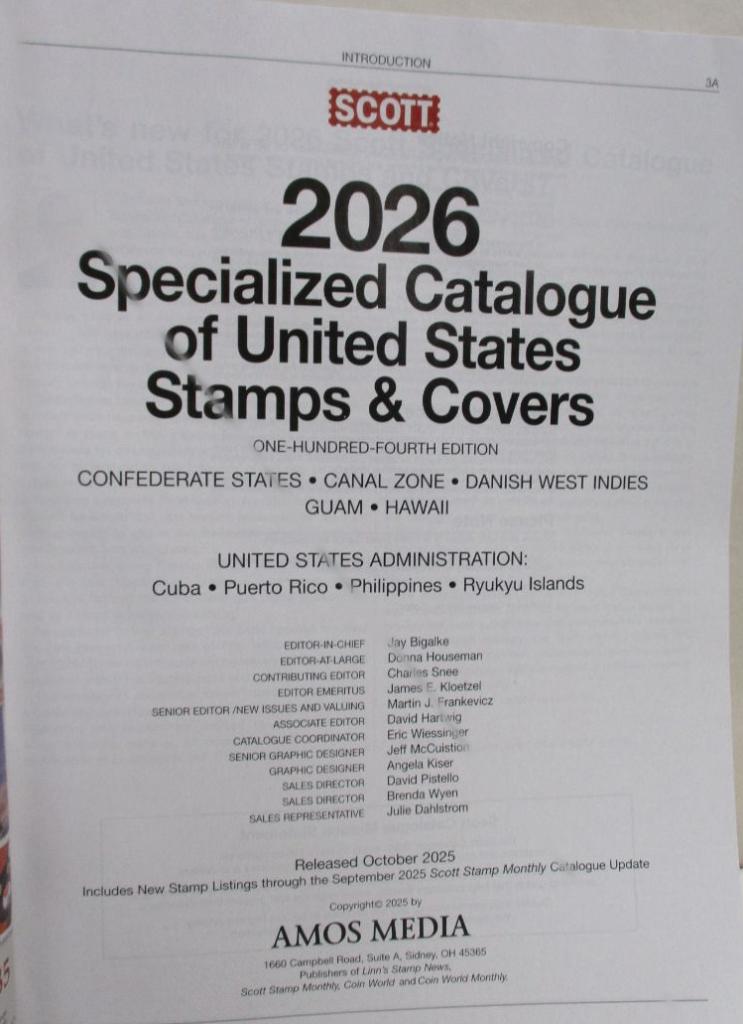 INTRODUCTION
3A
SCOTT
2026
Specialized Catalogue
of United States
Stamps & Covers
ONE-HUNDRED-FOURTH EDITION
CONFEDERATE STATES • CANAL ZONE • DANISH WEST INDIES
GUAM • HAWAII
UNITED STATES ADMINISTRATION:
Cuba • Puerto Rico • Philippines • Ryukyu Islands
EDITOR-IN-CHIEF Jay Bigalke
EDITOR-AT-LARGE Donna Houseman
CONTRIBUTING EDITOR Charles Snee
EDITOR EMERITUS James E. Kloetzel
SENIOR EDITOR /NEW ISSUES AND VALUING Martin J. Frankevicz
ASSOCIATE EDITOR David Hartwig
CATALOGUE COORDINATOR Eric Wiessinger
SENIOR GRAPHIC DESIGNER Jeff McCuistion
GRAPHIC DESIGNER Angela Kiser
SALES DIRECTOR David Pistello
SALES DIRECTOR Brenda Wyen
SALES REPRESENTATIVE Julie Dahlstrom
Released October 2025
Includes New Stamp Listings through the September 2025 Scott Stamp Monthly Catalogue Update
Copyright© 2025 by
AMOS MEDIA
1660 Campbell Road, Suite A, Sidney, OH 45365
Publishers of Linn's Stamp News,
Scott Stamp Monthly, Coin World and Coin World Monthly.